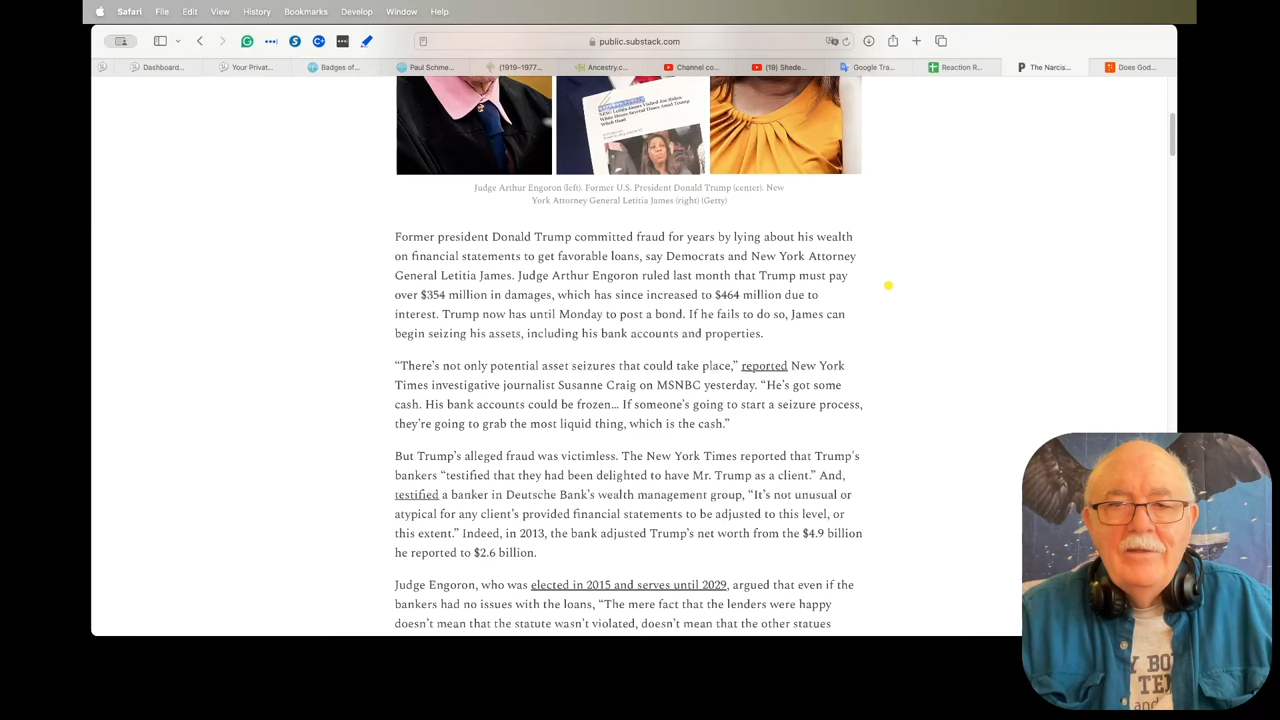 Safari File Edit View History Bookmarks Develop Window Help
public.substack.com
Dashboard... Your Privat... Badges of... Paul Schme... (1919–1977... Ancestry.c... Channel co... (19) Shede... Google Tra... Reaction R... The Narcis... Does God...
Judge Arthur Engoron (left). Former U.S. President Donald Trump (center). New
York Attorney General Letitia James (right) (Getty)
Former president Donald Trump committed fraud for years by lying about his wealth
on financial statements to get favorable loans, say Democrats and New York Attorney
General Letitia James. Judge Arthur Engoron ruled last month that Trump must pay
over $354 million in damages, which has since increased to $464 million due to
interest. Trump now has until Monday to post a bond. If he fails to do so, James can
begin seizing his assets, including his bank accounts and properties.
“There’s not only potential asset seizures that could take place,” reported New York
Times investigative journalist Susanne Craig on MSNBC yesterday. “He’s got some
cash. His bank accounts could be frozen... If someone’s going to start a seizure process,
they’re going to grab the most liquid thing, which is the cash.”
But Trump’s alleged fraud was victimless. The New York Times reported that Trump’s
bankers “testified that they had been delighted to have Mr. Trump as a client.” And,
testified a banker in Deutsche Bank’s wealth management group, “It’s not unusual or
atypical for any client’s provided financial statements to be adjusted to this level, or
this extent.” Indeed, in 2013, the bank adjusted Trump’s net worth from the $4.9 billion
he reported to $2.6 billion.
Judge Engoron, who was elected in 2015 and serves until 2029, argued that even if the
bankers had no issues with the loans, “The mere fact that the lenders were happy
doesn’t mean that the statute wasn’t violated, doesn’t mean that the other statues